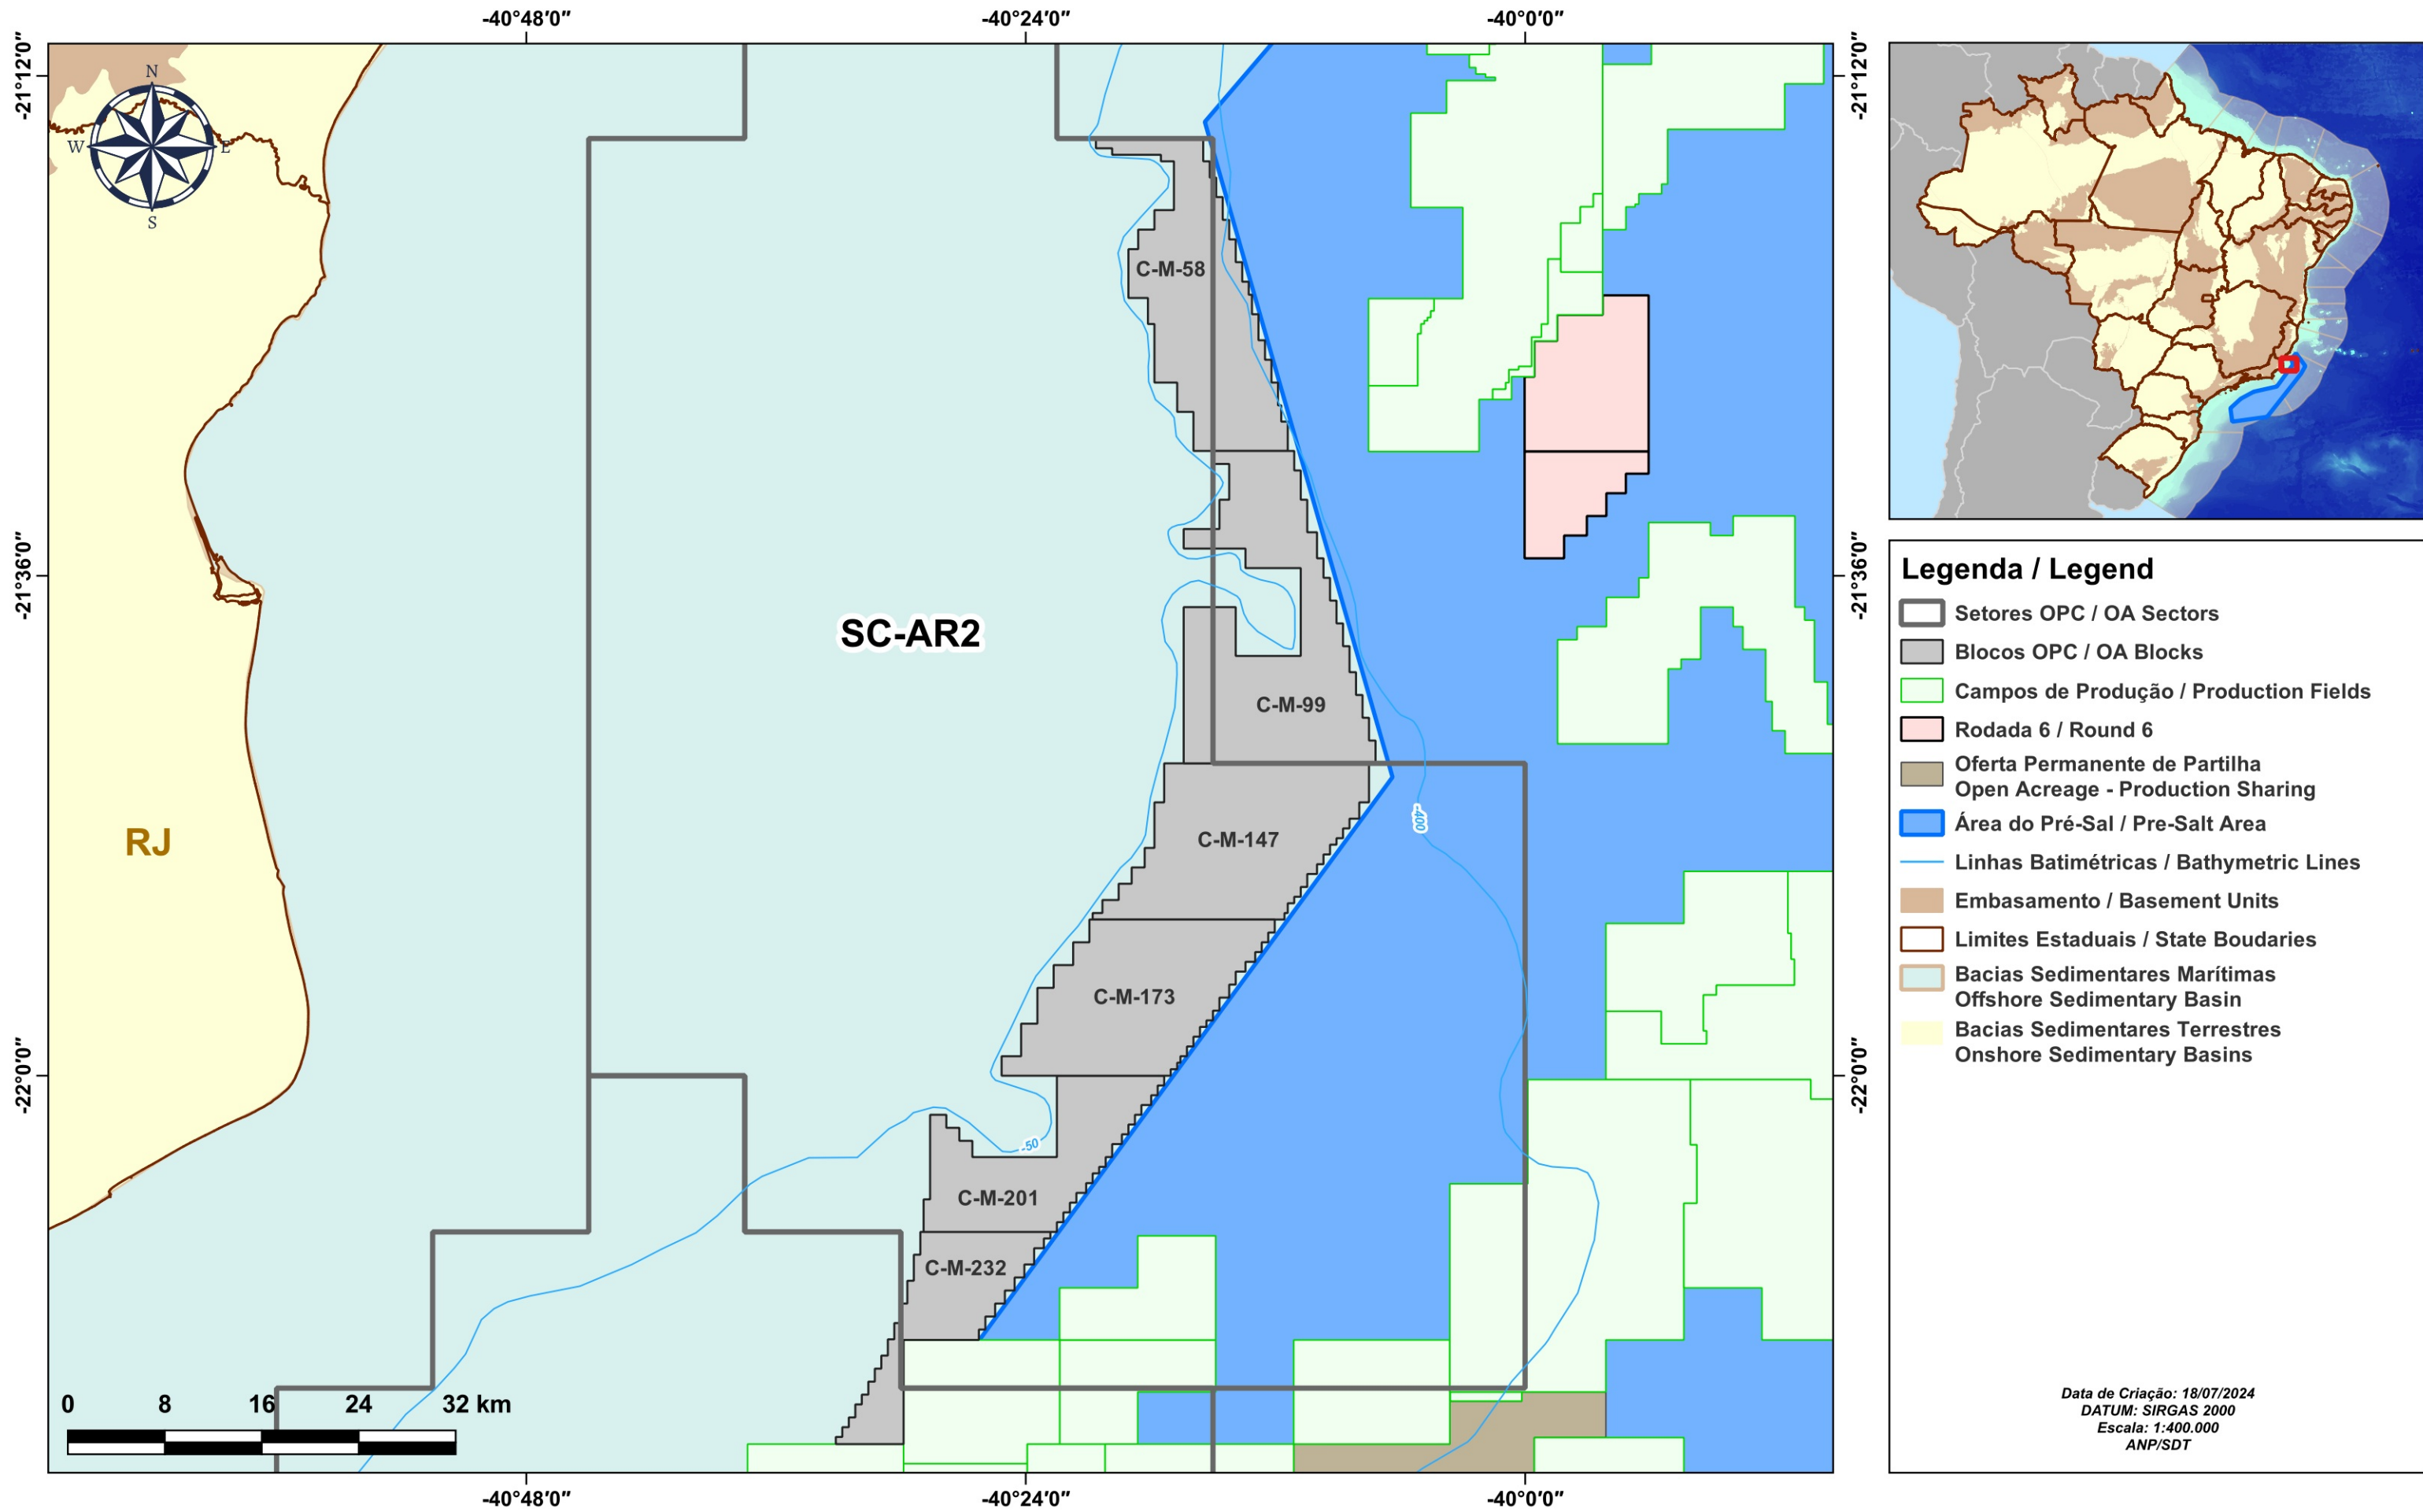 -40°48'0"
-40°24'0"
-40°0'0"
-21°12'0"
-21°12'0"
N
W
E
S
C-M-58
-21°36'0"
-21°36'0"
SC-AR2
C-M-99
RJ
-400
C-M-147
C-M-173
-22°0'0"
-22°0'0"
-50
C-M-201
C-M-232
0 8 16 24 32 km
-40°48'0"
-40°24'0"
-40°0'0"
Legenda / Legend
Setores OPC / OA Sectors
Blocos OPC / OA Blocks
Campos de Produção / Production Fields
Rodada 6 / Round 6
Oferta Permanente de Partilha
Open Acreage - Production Sharing
Área do Pré-Sal / Pre-Salt Area
Linhas Batimétricas / Bathymetric Lines
Embasamento / Basement Units
Limites Estaduais / State Boudaries
Bacias Sedimentares Marítimas
Offshore Sedimentary Basin
Bacias Sedimentares Terrestres
Onshore Sedimentary Basins
Data de Criação: 18/07/2024
DATUM: SIRGAS 2000
Escala: 1:400.000
ANP/SDT